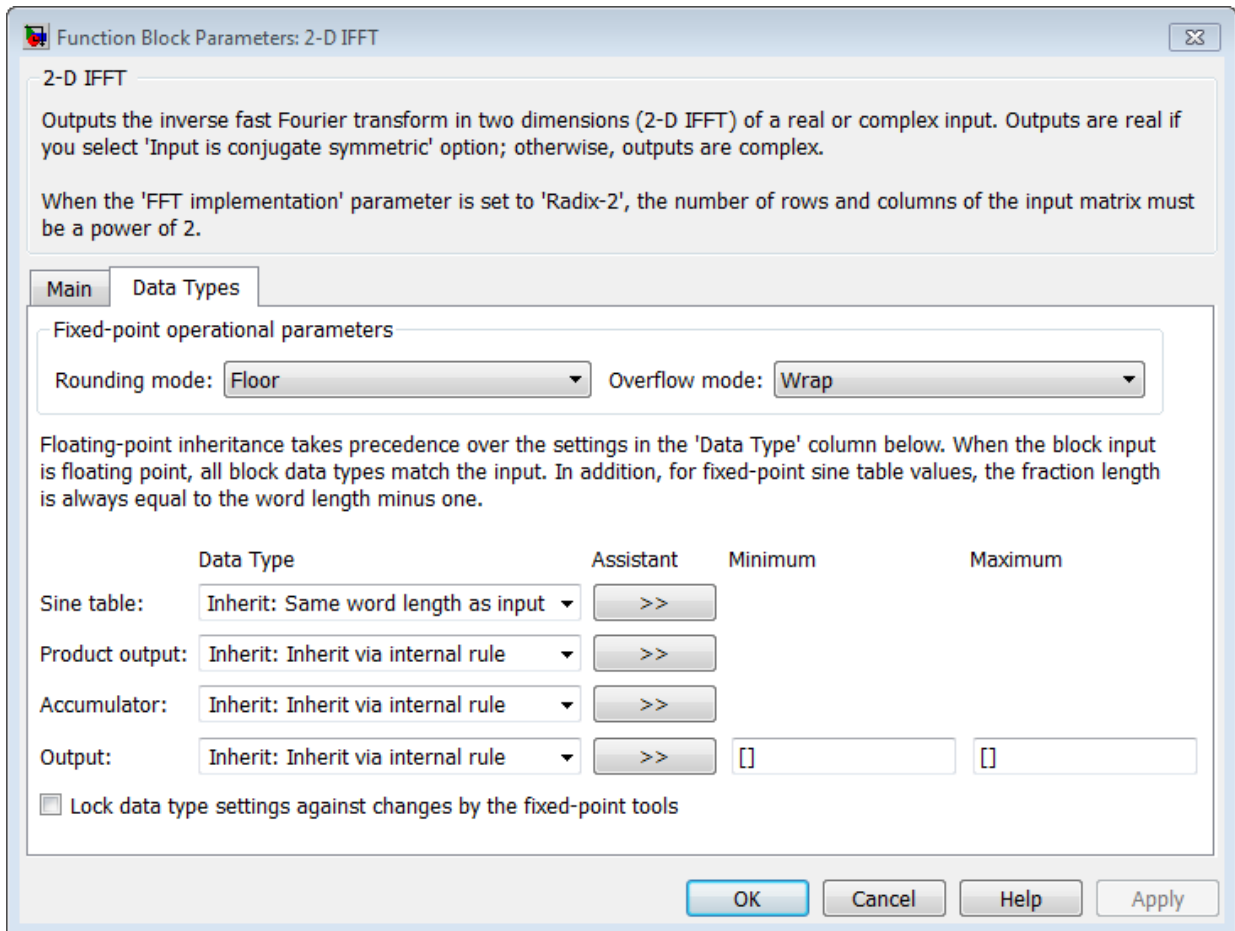 Function Block Parameters: 2-D IFFT
2-D IFFT
Outputs the inverse fast Fourier transform in two dimensions (2-D IFFT) of a real or complex input. Outputs are real if
you select 'Input is conjugate symmetric' option; otherwise, outputs are complex.
When the 'FFT implementation' parameter is set to 'Radix-2', the number of rows and columns of the input matrix must
be a power of 2.
Main Data Types
Fixed-point operational parameters
Rounding mode: Floor Overflow mode: Wrap
Floating-point inheritance takes precedence over the settings in the 'Data Type' column below. When the block input
is floating point, all block data types match the input. In addition, for fixed-point sine table values, the fraction length
is always equal to the word length minus one.
Data Type Assistant Minimum Maximum
Sine table: Inherit: Same word length as input >>
Product output: Inherit: Inherit via internal rule >>
Accumulator: Inherit: Inherit via internal rule >>
Output: Inherit: Inherit via internal rule >> [] []
Lock data type settings against changes by the fixed-point tools
OK Cancel Help Apply